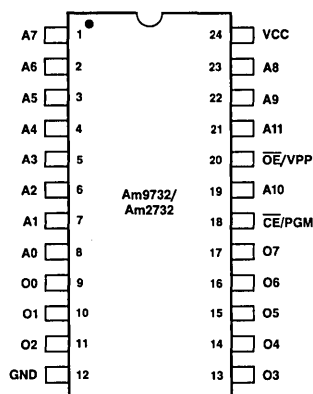 A7 1 24 VCC
A6 2 23 A8
A5 3 22 A9
A4 4 21 A11
A3 5 20 O̅E̅/VPP
A2 6 Am9732/ 19 A10
Am2732
A1 7 18 C̅E̅/PGM
A0 8 17 O7
O0 9 16 O6
O1 10 15 O5
O2 11 14 O4
GND 12 13 O3